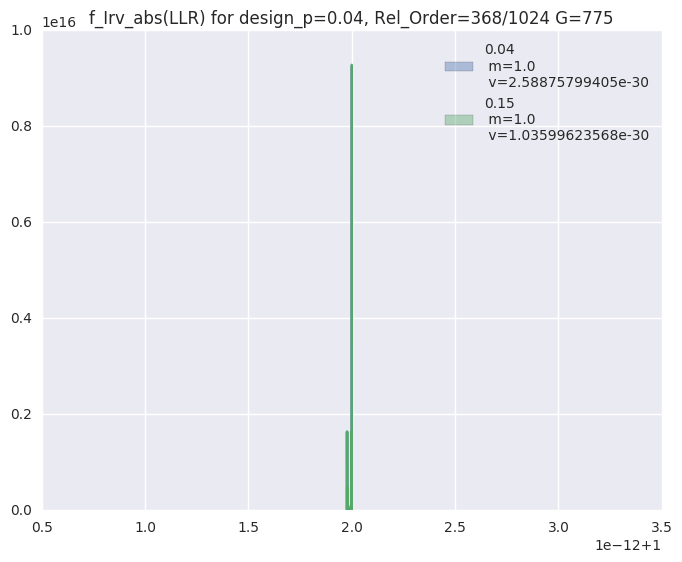 f_Irv_abs(LLR) for design_p=0.04, Rel_Order=368/1024 G=775
1e16
1.0
0.8
0.6
0.4
0.2
0.0
0.04
m=1.0
v=2.58875799405e-30
0.15
m=1.0
v=1.03599623568e-30
0.5 1.0 1.5 2.0 2.5 3.0 3.5
1e−12+1